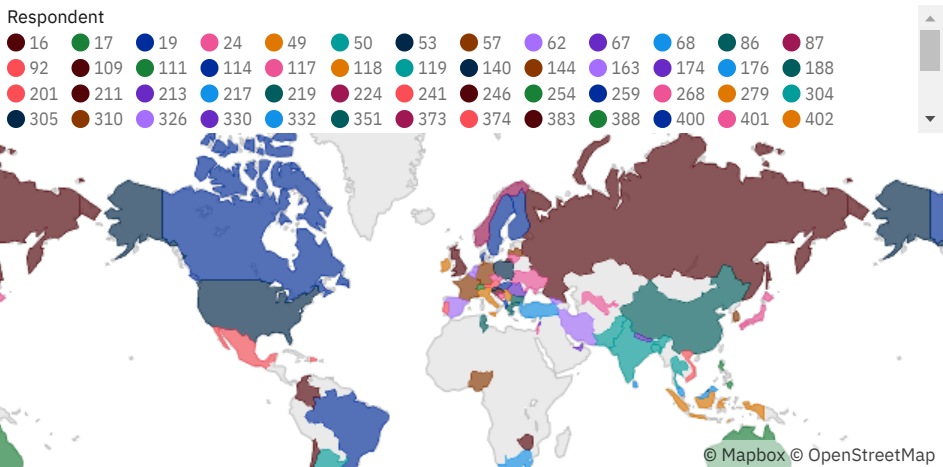 Respondent
16 17 19 24 49 50 53 57 62 67 68 86 87
92 109 111 114 117 118 119 140 144 163 174 176 188
201 211 213 217 219 224 241 246 254 259 268 279 304
305 310 326 330 332 351 373 374 383 388 400 401 402
© Mapbox © OpenStreetMap